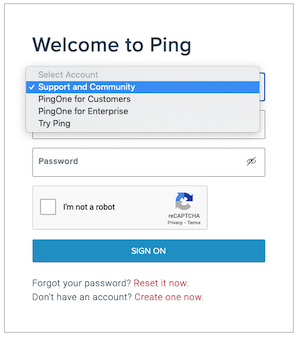 Welcome to Ping
Select Account
✓ Support and Community
PingOne for Customers
PingOne for Enterprise
Try Ping
Password
I'm not a robot
reCAPTCHA
Privacy - Terms
SIGN ON
Forgot your password? Reset it now.
Don't have an account? Create one now.